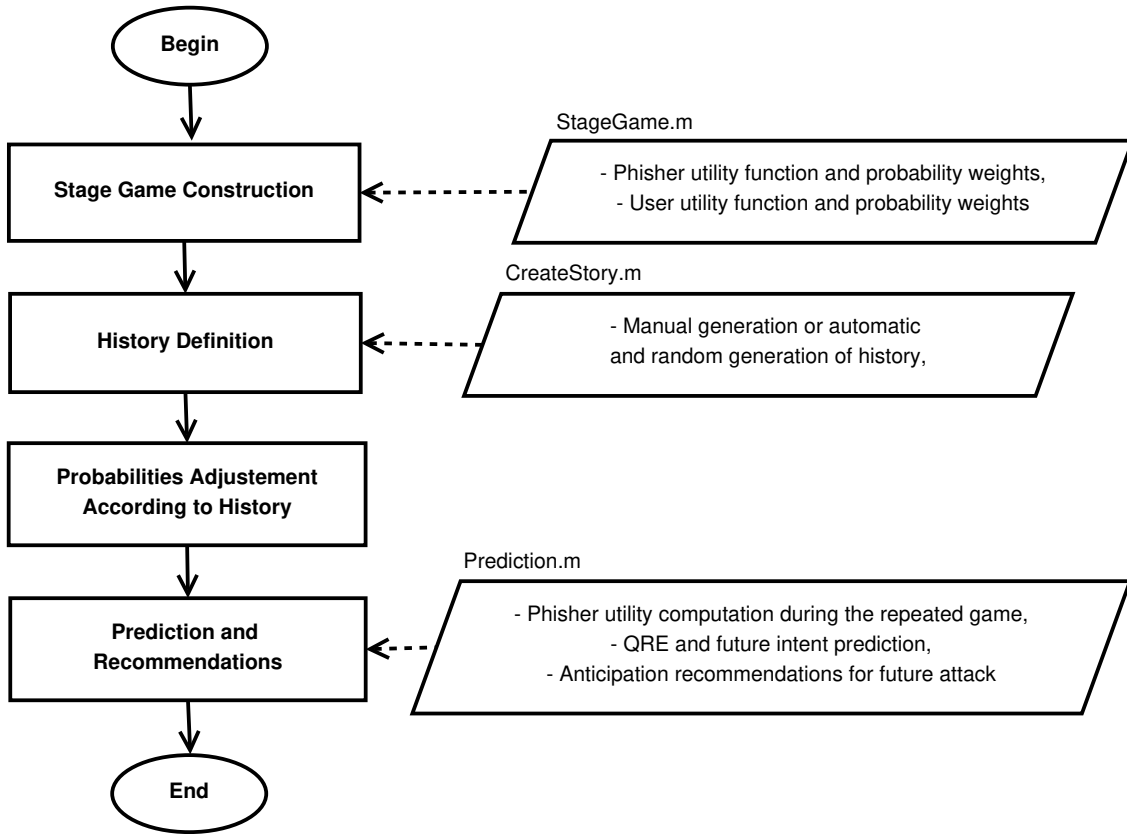 Begin
StageGame.m
Stage Game Construction
- Phisher utility function and probability weights,
- User utility function and probability weights
CreateStory.m
History Definition
- Manual generation or automatic
and random generation of history,
Probabilities Adjustement
According to History
Prediction.m
Prediction and
Recommendations
- Phisher utility computation during the repeated game,
- QRE and future intent prediction,
- Anticipation recommendations for future attack
End